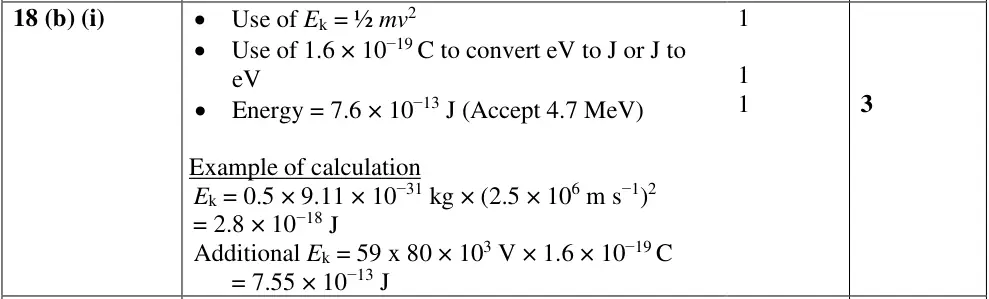 18 (b) (i)
• Use of Eₖ = ½ mv² 1
• Use of 1.6 × 10⁻¹⁹ C to convert eV to J or J to
eV 1
• Energy = 7.6 × 10⁻¹³ J (Accept 4.7 MeV) 1 3
Example of calculation
Eₖ = 0.5 × 9.11 × 10⁻³¹ kg × (2.5 × 10⁶ m s⁻¹)²
= 2.8 × 10⁻¹⁸ J
Additional Eₖ = 59 x 80 × 10³ V × 1.6 × 10⁻¹⁹ C
= 7.55 × 10⁻¹³ J